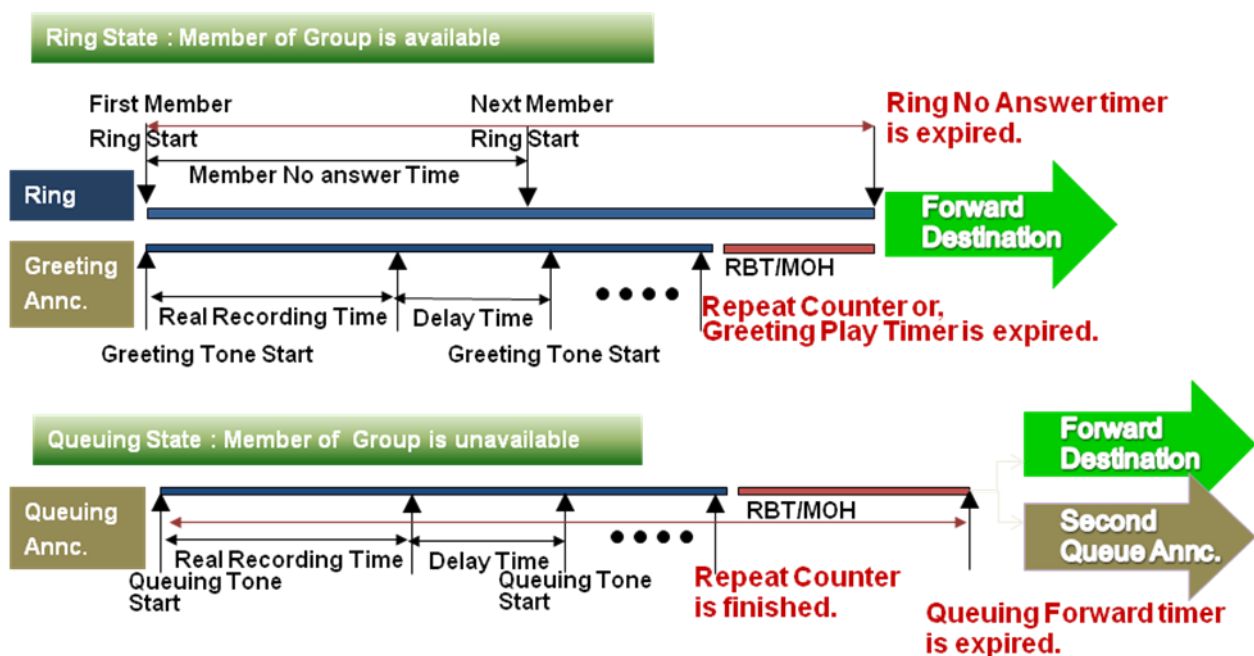 Ring State : Member of Group is available
First Member
Ring Start
Next Member
Ring Start
Ring No Answer timer
is expired.
Member No answer Time
Ring
Forward
Destination
Greeting
Annc.
RBT/MOH
Real Recording Time
Delay Time
Repeat Counter or,
Greeting Play Timer is expired.
Greeting Tone Start
Greeting Tone Start
Queuing State : Member of Group is unavailable
Forward
Destination
Queuing
Annc.
RBT/MOH
Second
Queue Annc.
Real Recording Time
Delay Time
Queuing Tone
Start
Queuing Tone
Start
Repeat Counter
is finished.
Queuing Forward timer
is expired.